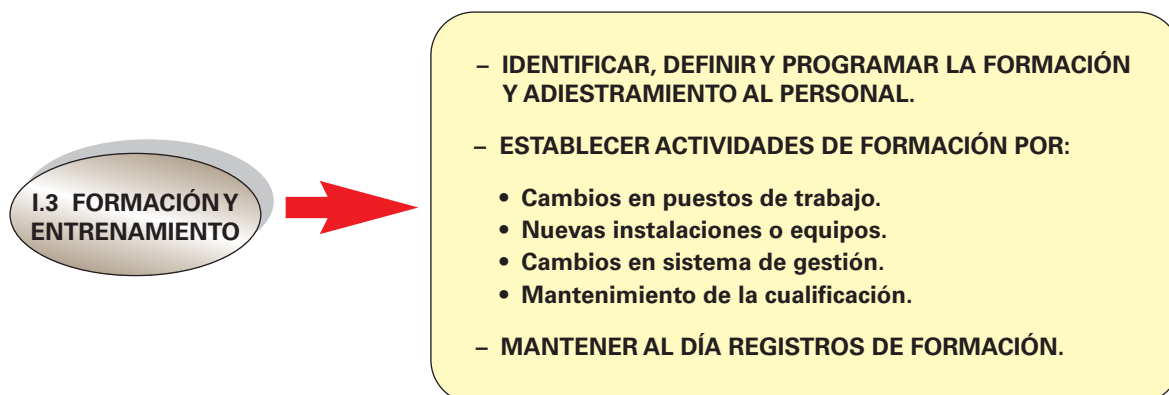 I.3 FORMACIÓN Y
ENTRENAMIENTO
– IDENTIFICAR, DEFINIR Y PROGRAMAR LA FORMACIÓN
Y ADIESTRAMIENTO AL PERSONAL.
– ESTABLECER ACTIVIDADES DE FORMACIÓN POR:
• Cambios en puestos de trabajo.
• Nuevas instalaciones o equipos.
• Cambios en sistema de gestión.
• Mantenimiento de la cualificación.
– MANTENER AL DÍA REGISTROS DE FORMACIÓN.